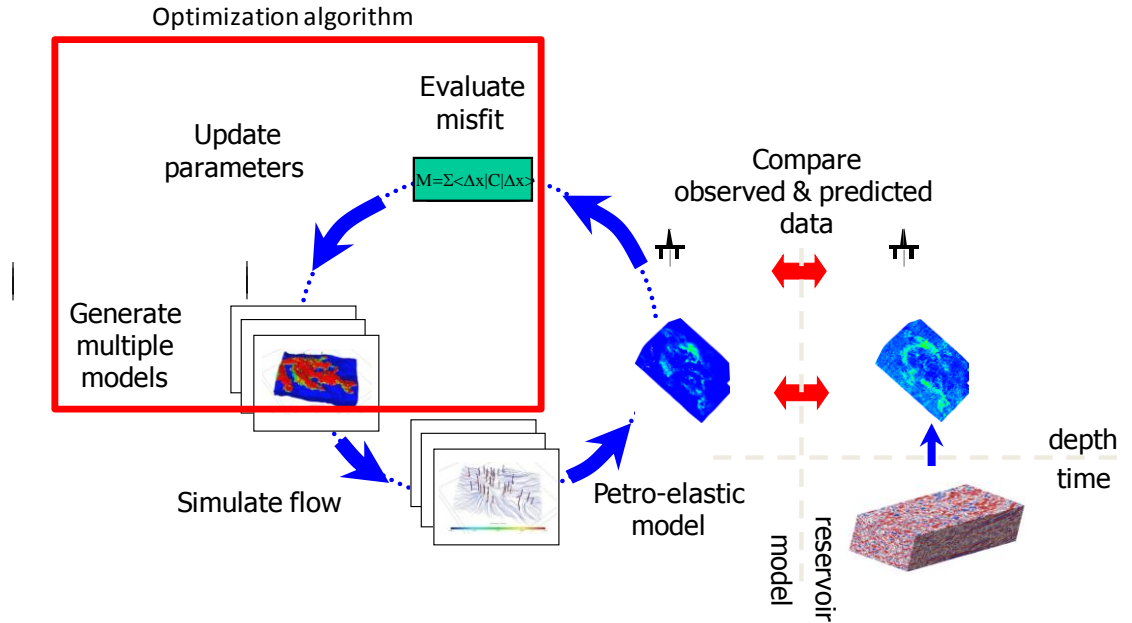 Optimization algorithm
Evaluate
misfit
Update
parameters
M=Σ<Δx|C|Δx>
Compare
observed & predicted
data
Generate
multiple
models
Simulate flow
Petro-elastic
model
depth
time
model
reservoir